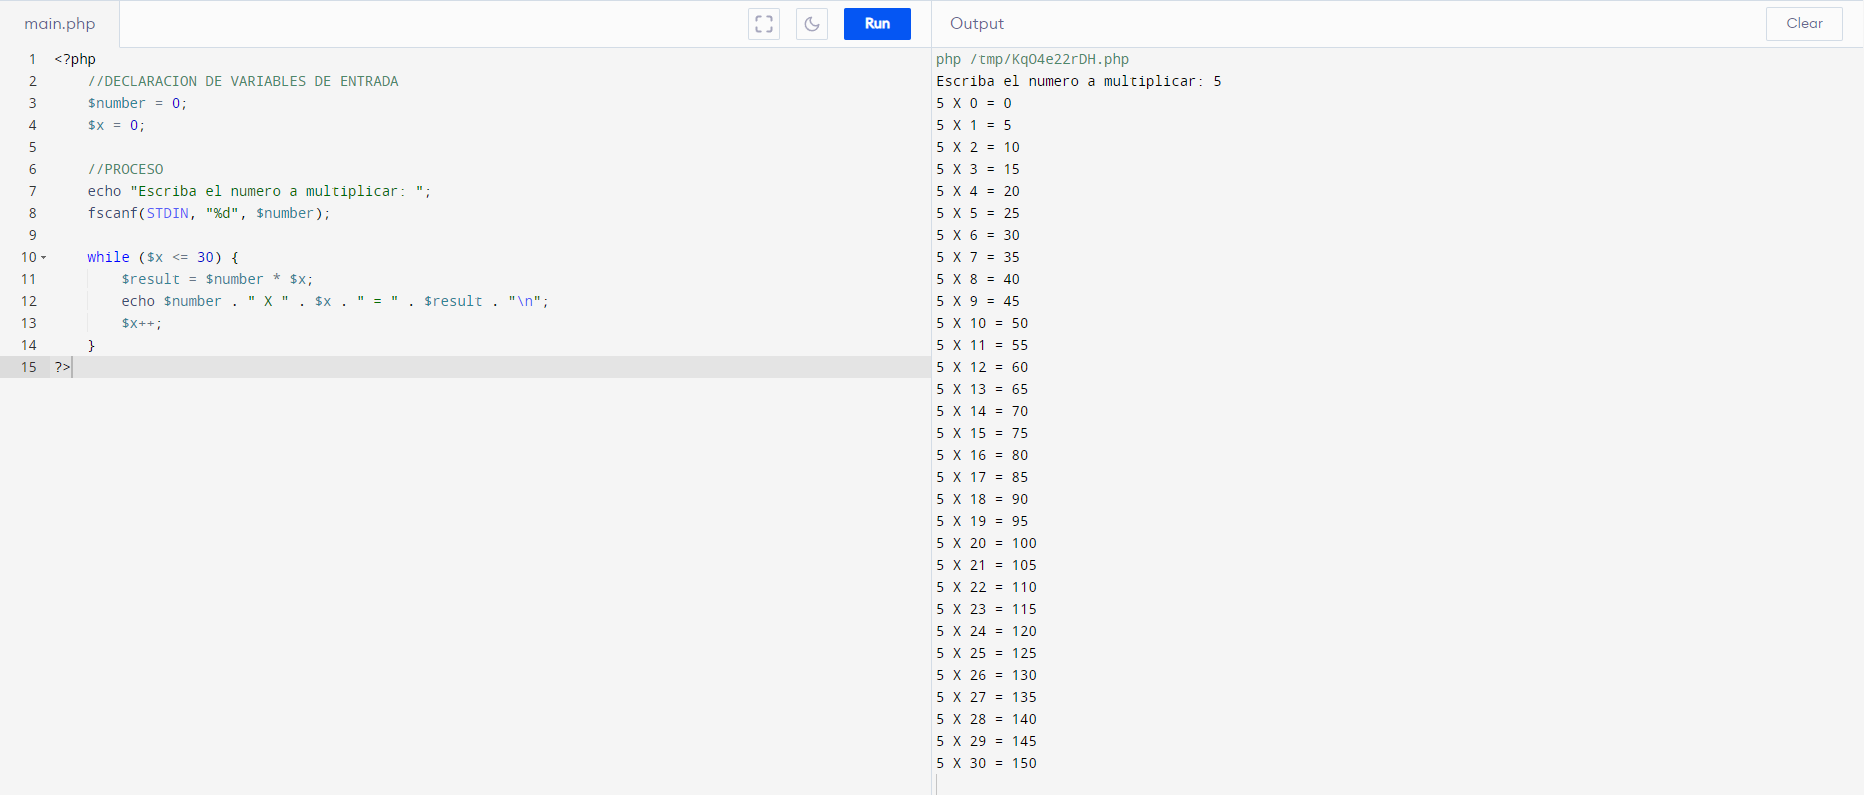 main.php
Run
1 <?php
2     //DECLARACION DE VARIABLES DE ENTRADA
3     $number = 0;
4     $x = 0;
5
6     //PROCESO
7     echo "Escriba el numero a multiplicar: ";
8     fscanf(STDIN, "%d", $number);
9
10     while ($x <= 30) {
11         $result = $number * $x;
12         echo $number . " X " . $x . " = " . $result . "\n";
13         $x++;
14     }
15 ?>
Output
Clear
php /tmp/KqO4e22rDH.php
Escriba el numero a multiplicar: 5
5 X 0 = 0
5 X 1 = 5
5 X 2 = 10
5 X 3 = 15
5 X 4 = 20
5 X 5 = 25
5 X 6 = 30
5 X 7 = 35
5 X 8 = 40
5 X 9 = 45
5 X 10 = 50
5 X 11 = 55
5 X 12 = 60
5 X 13 = 65
5 X 14 = 70
5 X 15 = 75
5 X 16 = 80
5 X 17 = 85
5 X 18 = 90
5 X 19 = 95
5 X 20 = 100
5 X 21 = 105
5 X 22 = 110
5 X 23 = 115
5 X 24 = 120
5 X 25 = 125
5 X 26 = 130
5 X 27 = 135
5 X 28 = 140
5 X 29 = 145
5 X 30 = 150